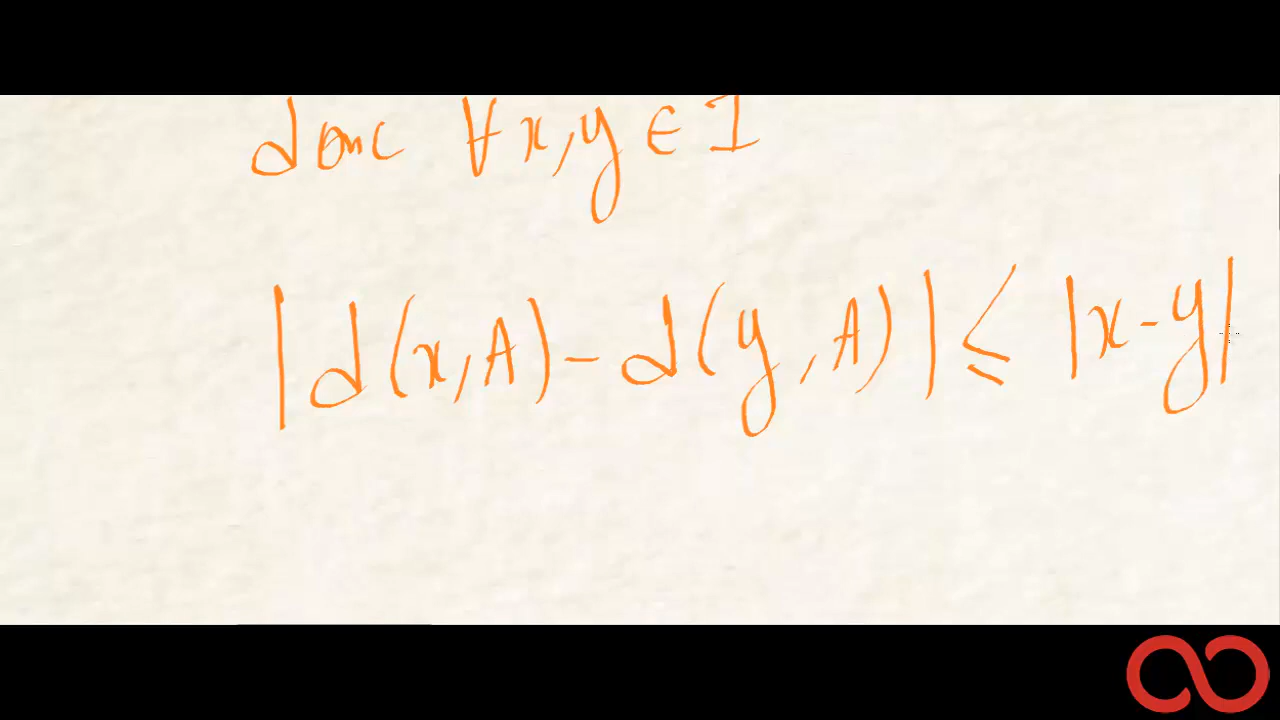 donc ∀x,y ∈ I
|d(x,A)-d(y,A)| ≤ |x-y|